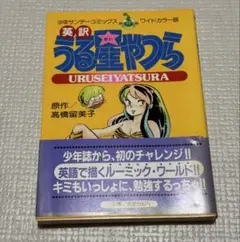 少年サンデーコミックス ワイドカラー版
英訳
うる星やつら
URUSEIYATSURA
原作/
高橋留美子
少年誌から、初のチャレンジ!!
英語で描くルーミック・ワールド!!
キミもいっしょに、勉強するっちゃ!!